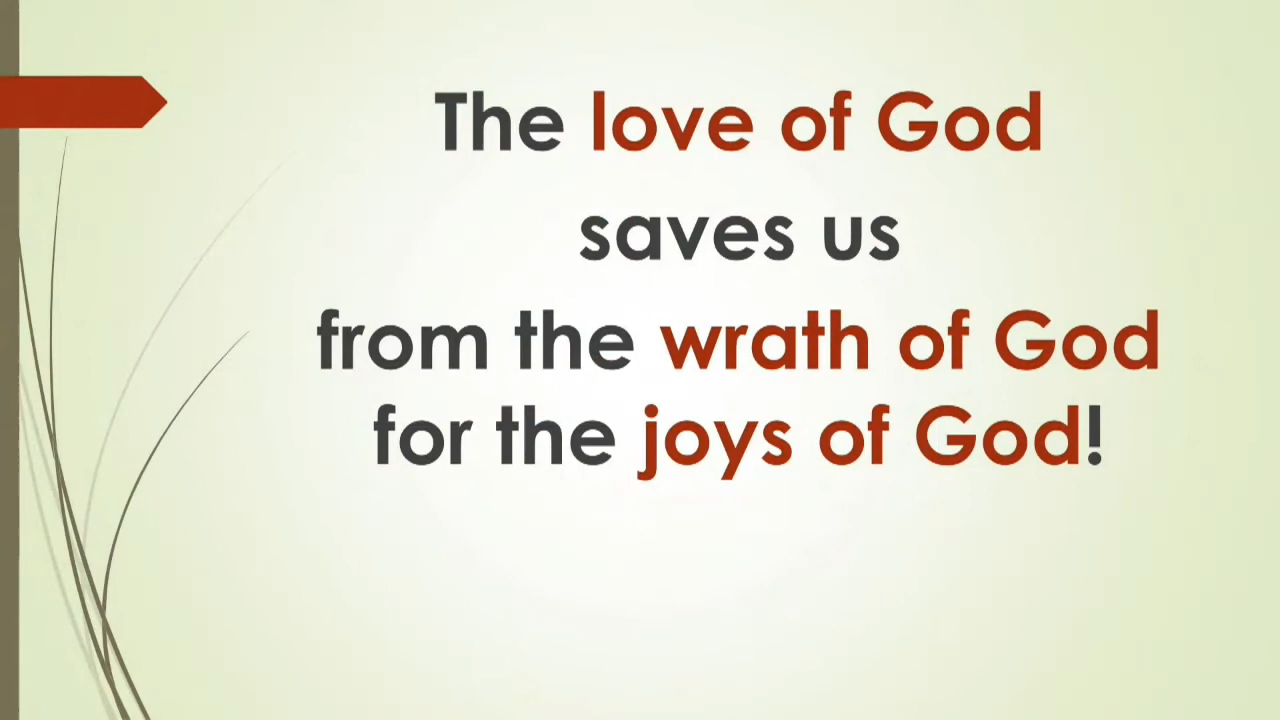 The love of God
saves us
from the wrath of God
for the joys of God!